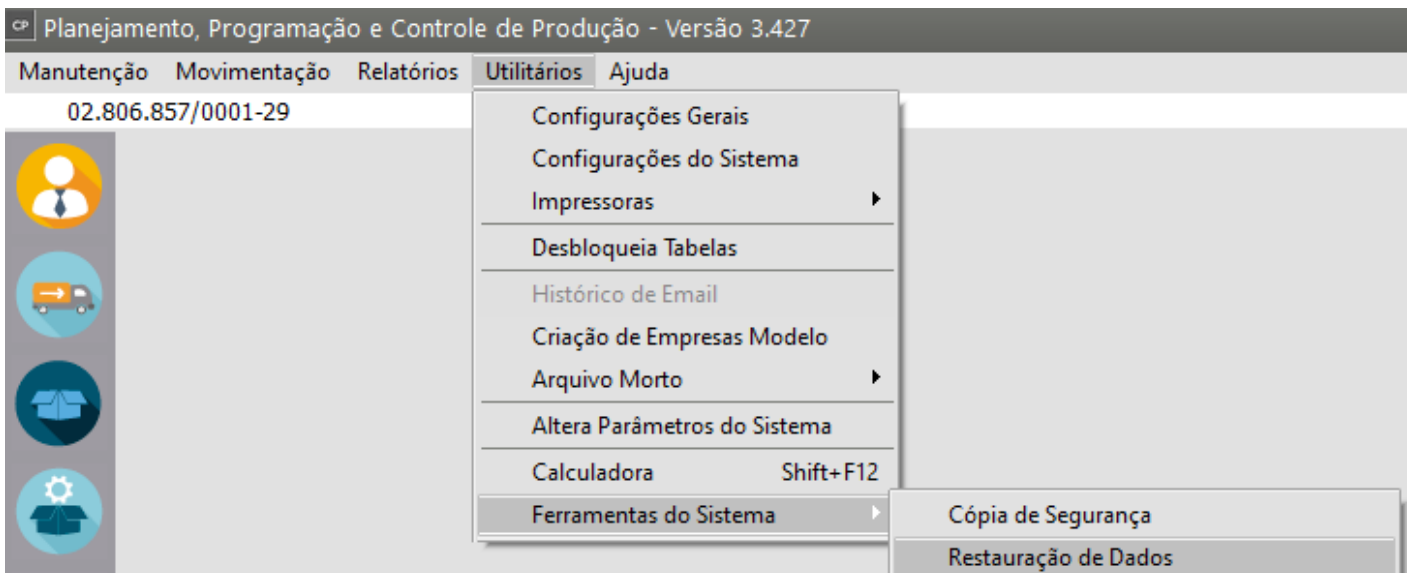 CP Planejamento, Programação e Controle de Produção - Versão 3.427
Manutenção Movimentação Relatórios Utilitários Ajuda
02.806.857/0001-29
Configurações Gerais
Configurações do Sistema
Impressoras
Desbloqueia Tabelas
Histórico de Email
Criação de Empresas Modelo
Arquivo Morto
Altera Parâmetros do Sistema
Calculadora Shift+F12
Ferramentas do Sistema
Cópia de Segurança
Restauração de Dados